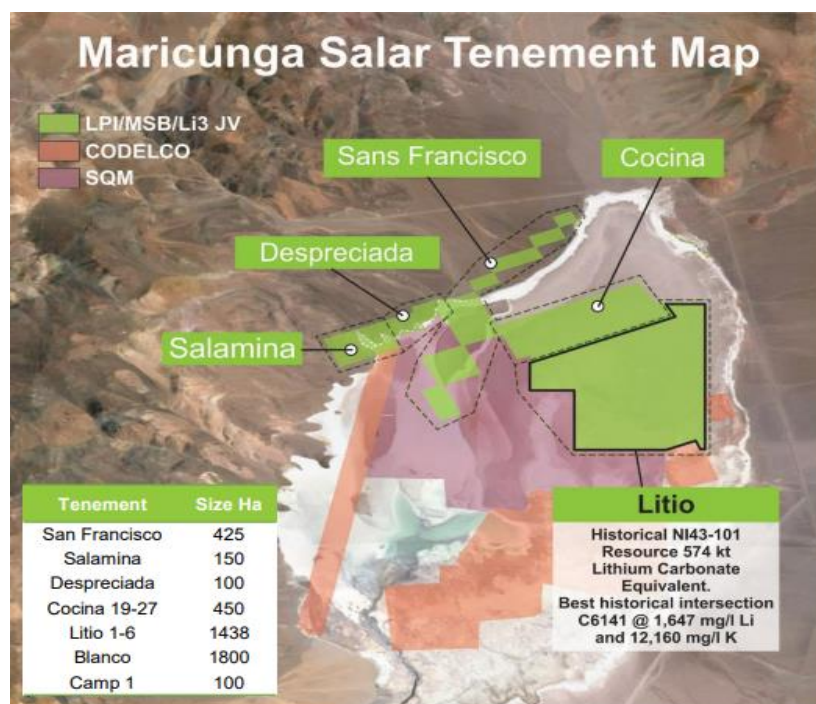 Maricunga Salar Tenement Map
LPI/MSB/Li3 JV
CODELCO
SQM
Sans Francisco
Cocina
Despreciada
Salamina
Tenement Size Ha
San Francisco 425
Salamina 150
Despreciada 100
Cocina 19-27 450
Litio 1-6 1438
Blanco 1800
Camp 1 100
Litio
Historical NI43-101
Resource 574 kt
Lithium Carbonate
Equivalent.
Best historical intersection
C6141 @ 1,647 mg/l Li
and 12,160 mg/l K